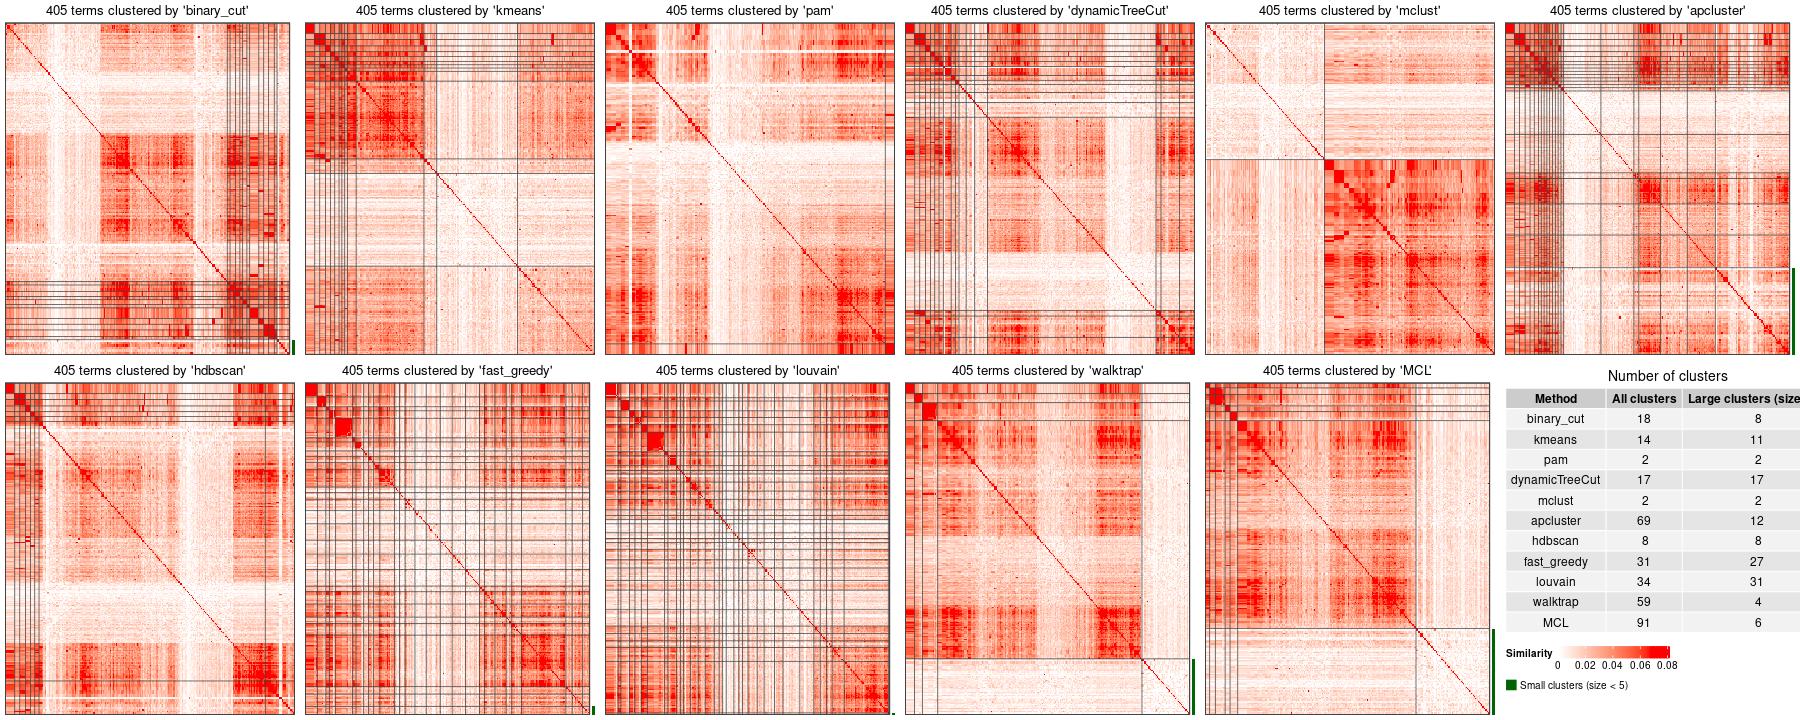 405 terms clustered by 'binary_cut'
405 terms clustered by 'kmeans'
405 terms clustered by 'pam'
405 terms clustered by 'dynamicTreeCut'
405 terms clustered by 'mclust'
405 terms clustered by 'apcluster'
405 terms clustered by 'hdbscan'
405 terms clustered by 'fast_greedy'
405 terms clustered by 'louvain'
405 terms clustered by 'walktrap'
405 terms clustered by 'MCL'
Number of clusters
Method All clusters Large clusters (size
binary_cut 18 8
kmeans 14 11
pam 2 2
dynamicTreeCut 17 17
mclust 2 2
apcluster 69 12
hdbscan 8 8
fast_greedy 31 27
louvain 34 31
walktrap 59 4
MCL 91 6
Similarity
0 0.02 0.04 0.06 0.08
Small clusters (size < 5)